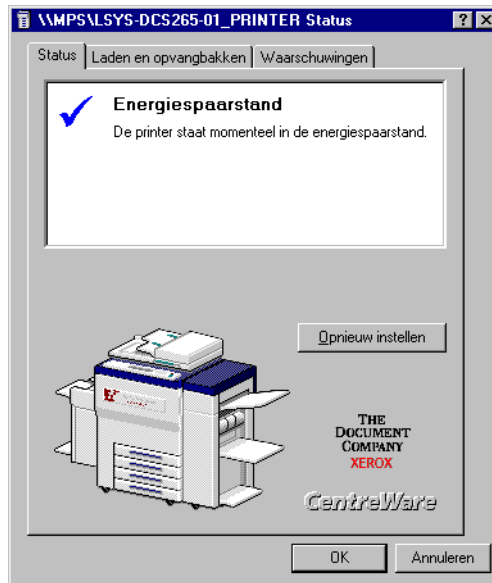 \\MPS\LSYS-DCS265-01_PRINTER Status
Status
Laden en opvangbakken
Waarschuwingen
Energiespaarstand
De printer staat momenteel in de energiespaarstand.
Opnieuw instellen
THE
DOCUMENT
COMPANY
XEROX
CentreWare
OK
Annuleren